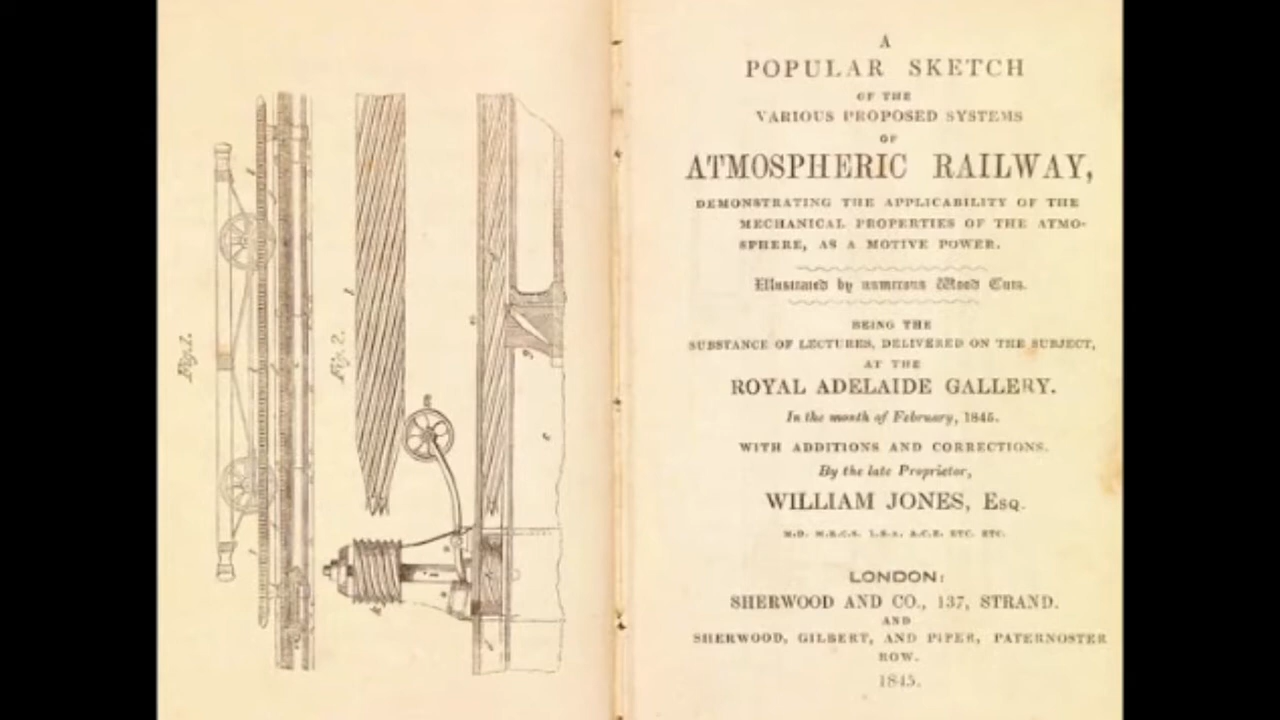 Fig. 1.
Fig. 2.
A
POPULAR SKETCH
OF THE
VARIOUS PROPOSED SYSTEMS
OF
ATMOSPHERIC RAILWAY,
DEMONSTRATING THE APPLICABILITY OF THE
MECHANICAL PROPERTIES OF THE ATMO-
SPHERE, AS A MOTIVE POWER.
Illustrated by numerous Wood Cuts.
BEING THE
SUBSTANCE OF LECTURES, DELIVERED ON THE SUBJECT,
AT THE
ROYAL ADELAIDE GALLERY.
In the month of February, 1845.
WITH ADDITIONS AND CORRECTIONS.
By the late Proprietor,
WILLIAM JONES, Esq.
M.D. M.R.C.S. L.S.A. A.C.E. ETC. ETC.
LONDON:
SHERWOOD AND CO., 137, STRAND.
AND
SHERWOOD, GILBERT, AND PIPER, PATERNOSTER
ROW.
1845.